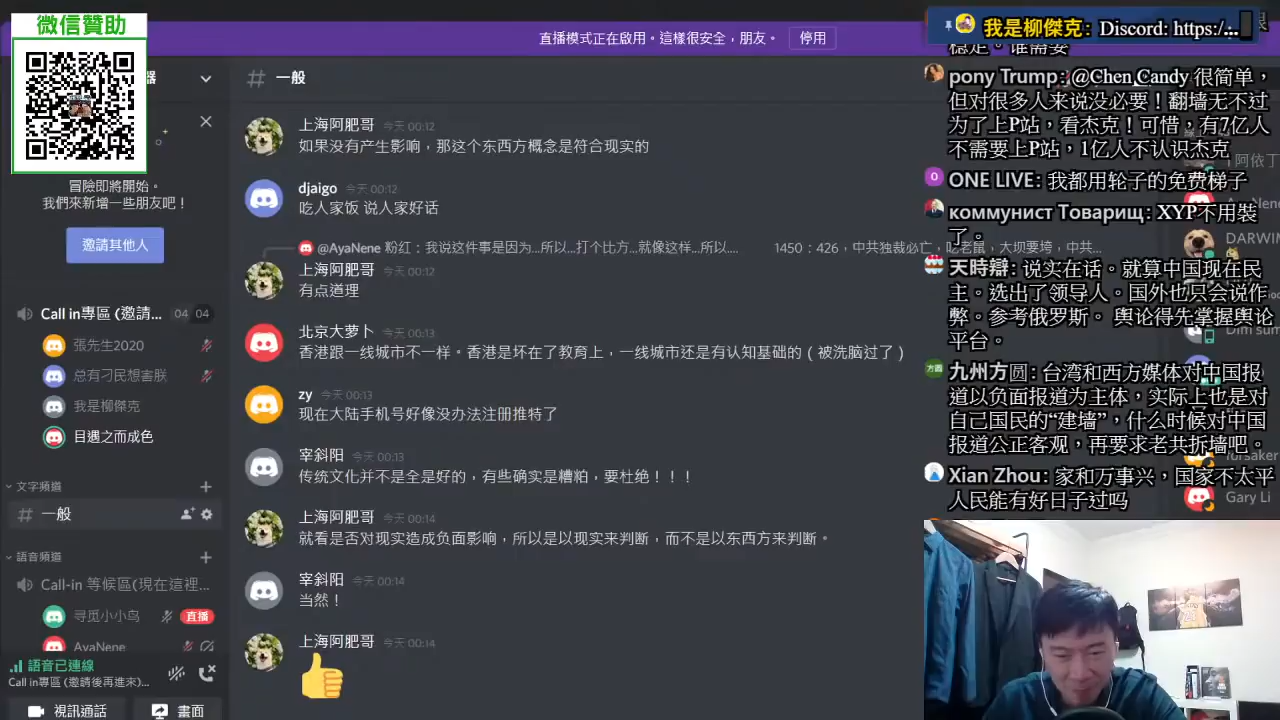 微信贊助
直播模式正在啟用。這樣很安全，朋友。
停用
器
# 一般
冒險即將開始。
我們來新增一些朋友吧！
邀請其他人
Call in專區 (邀請... 04 04
張先生2020
总有刁民想害朕
我是柳傑克
目遇之而成色
文字頻道
# 一般
語音頻道
Call-in 等候區(現在這裡...
寻觅小小鸟 直播
AyaNene
語音已連線
Call in專區 (邀請後再進來)...
視訊通話
畫面
上海阿肥哥 今天 00:12
如果没有产生影响，那这个东西方概念是符合现实的
djaigo 今天 00:12
吃人家饭 说人家好话
@AyaNene 粉红：我说这件事是因为...所以...打个比方...就像这样...所以.... 1450：426，中共独裁必亡，吃老鼠，大坝要垮，中共...
上海阿肥哥 今天 00:12
有点道理
北京大萝卜 今天 00:13
香港跟一线城市不一样。香港是坏在了教育上，一线城市还是有认知基础的（被洗脑过了）
zy 今天 00:13
现在大陆手机号好像没办法注册推特了
宰斜阳 今天 00:13
传统文化并不是全是好的，有些确实是糟粕，要杜绝！！！
上海阿肥哥 今天 00:14
就看是否对现实造成负面影响，所以是以现实来判断，而不是以东西方来判断。
宰斜阳 今天 00:14
当然！
上海阿肥哥 今天 00:14
我是柳傑克: Discord: https:/...
稳定。谁需要
pony Trump: @Chen Candy 很简单，
但对很多人来说没必要！翻墙无不过
为了上P站，看杰克！可惜，有7亿人
不需要上P站，1亿人不认识杰克
ONE LIVE: 我都用轮子的免费梯子
коммунист Товарищ: XYP不用裝
了。
天時辯: 说实在话。就算中国现在民
主。选出了领导人。国外也只会说作
弊。参考俄罗斯。 舆论得先掌握舆论
平台。
九州方圆: 台湾和西方媒体对中国报
道以负面报道为主体，实际上也是对
自己国民的“建墙”，什么时候对中国
报道公正客观，再要求老共拆墙吧。
Xian Zhou: 家和万事兴，国家不太平
人民能有好日子过吗
阿依丁
DARWIN
Dim sum
Gary Li